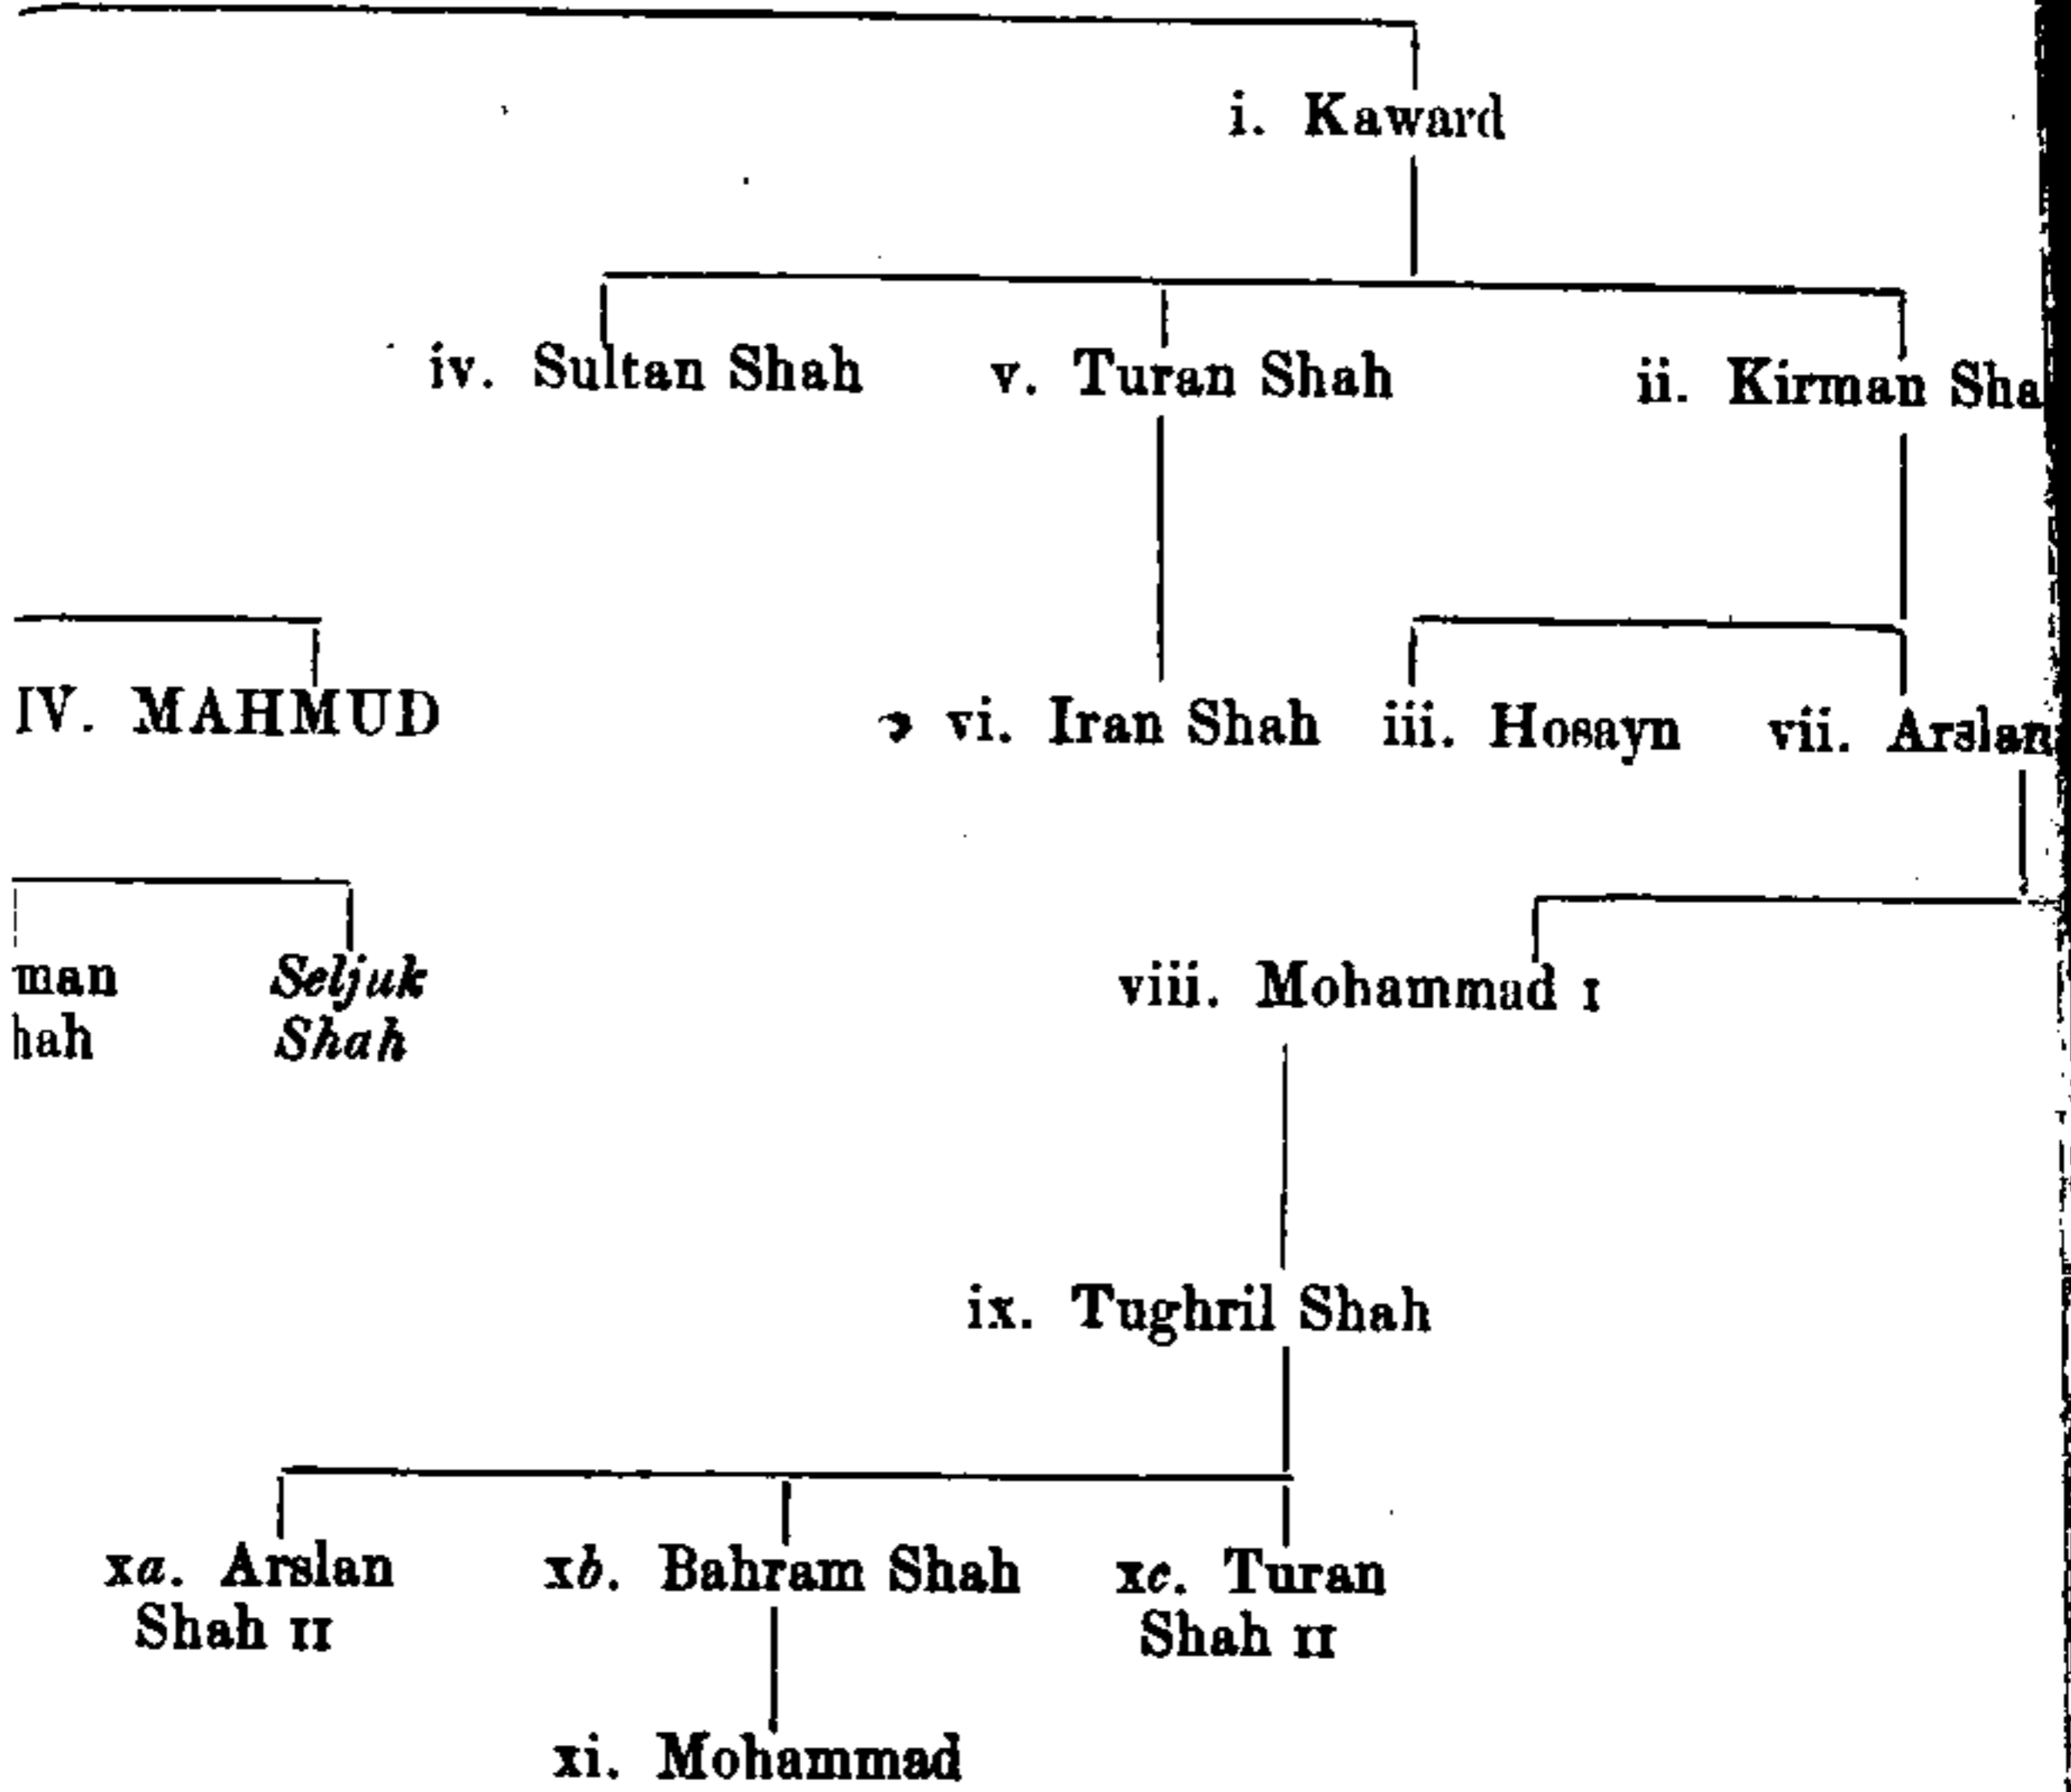 i. Kaward
iv. Sultan Shah v. Turan Shah ii. Kirman Sha
IV. MAHMUD vi. Iran Shah iii. Hosayn vii. Arslan
man Seljuk viii. Mohammad I
hah Shah
ix. Tughril Shah
xa. Arslan xb. Bahram Shah xc. Turan
Shah II Shah II
xi. Mohammad